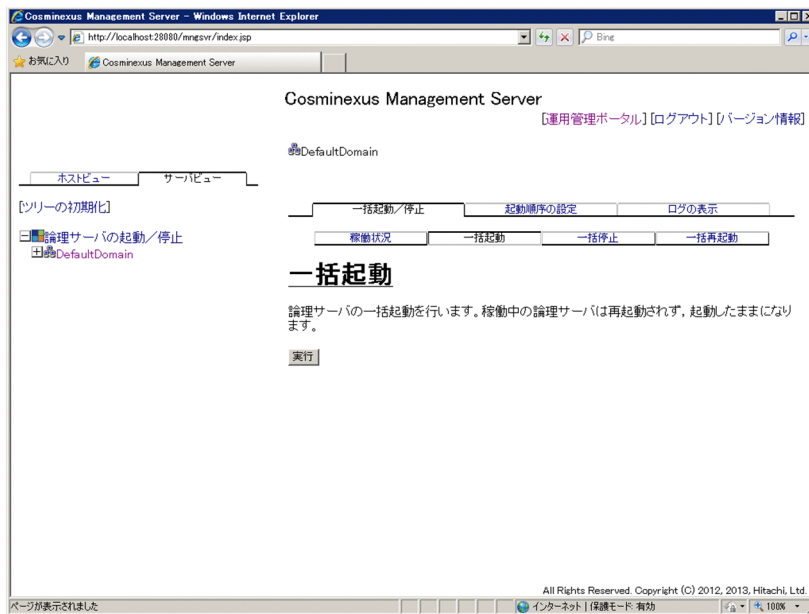 Cosminexus Management Server - Windows Internet Explorer
http://localhost:28080/mngsvr/index.jsp
Bing
お気に入り
Cosminexus Management Server
Cosminexus Management Server
[運用管理ポータル] [ログアウト] [バージョン情報]
DefaultDomain
ホストビュー
サーバビュー
[ツリーの初期化]
論理サーバの起動/停止
DefaultDomain
一括起動/停止
起動順序の設定
ログの表示
稼働状況
一括起動
一括停止
一括再起動
一括起動
論理サーバの一括起動を行います。稼働中の論理サーバは再起動されず，起動したままになり
ます。
実行
All Rights Reserved. Copyright (C) 2012, 2013, Hitachi, Ltd.
ページが表示されました
インターネット | 保護モード: 有効
100%